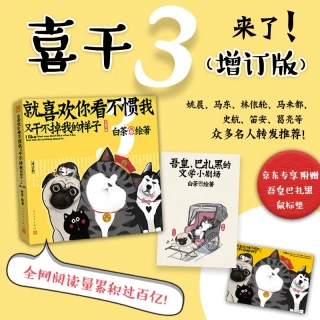 喜干3
来了!
(增订版)
姚晨、马东、林依轮、马未都、
史航、笛安、葛亮等
众多名人转发推荐!
就喜欢你看不惯我
又干不掉我的样子
白茶 绘著
吾皇、巴扎黑的
文学小剧场
白茶 绘著
京东专享附赠
吾皇巴扎黑
鼠标垫
全网阅读量累积过百亿!